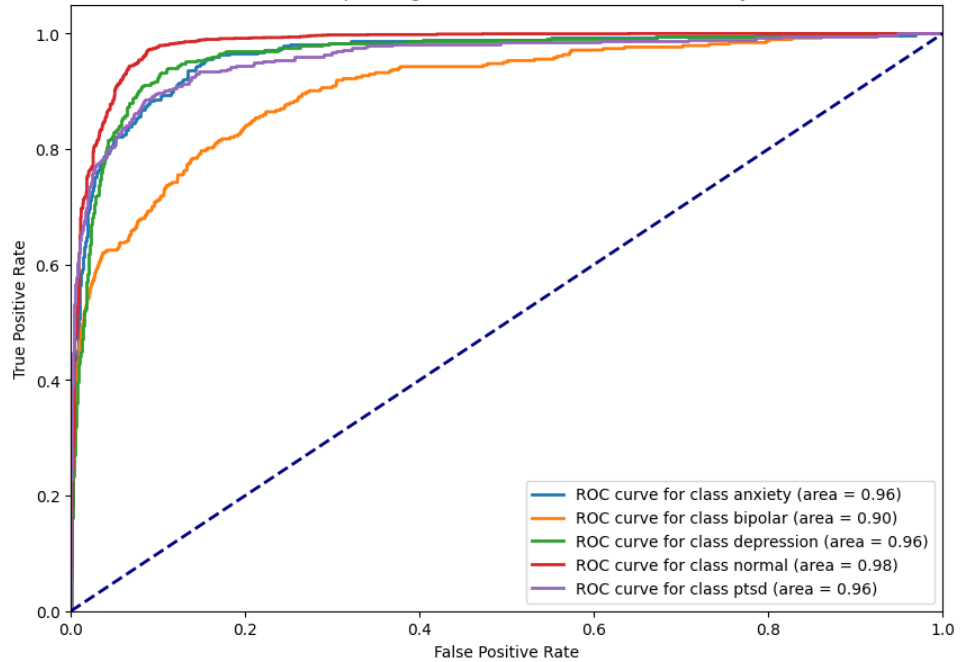 1.0
0.8
0.6
0.4
0.2
0.0
True Positive Rate
ROC curve for class anxiety (area = 0.96)
ROC curve for class bipolar (area = 0.90)
ROC curve for class depression (area = 0.96)
ROC curve for class normal (area = 0.98)
ROC curve for class ptsd (area = 0.96)
0.0 0.2 0.4 0.6 0.8 1.0
False Positive Rate